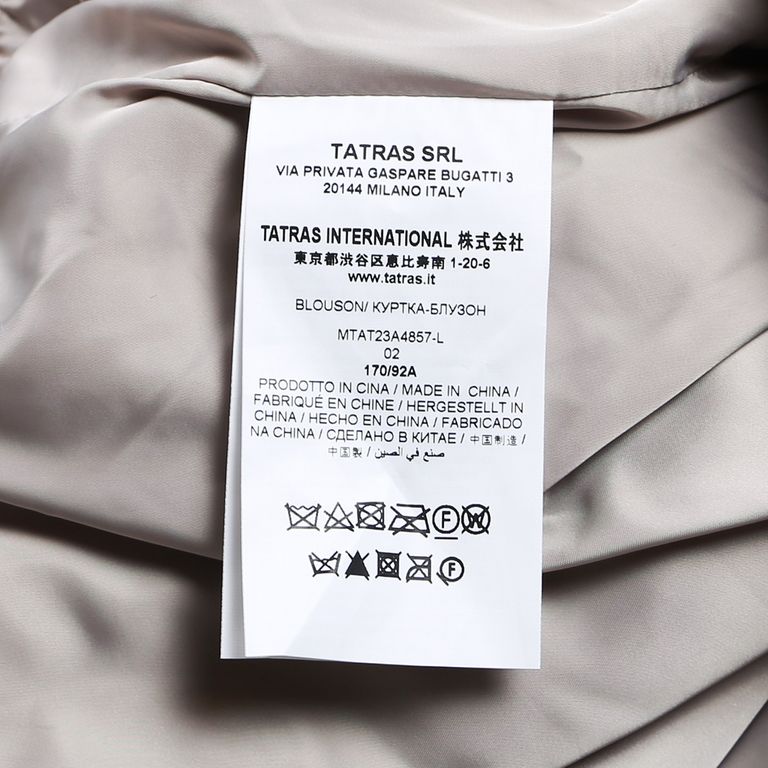 TATRAS SRL
VIA PRIVATA GASPARE BUGATTI 3
20144 MILANO ITALY
TATRAS INTERNATIONAL 株式会社
東京都渋谷区恵比寿南 1-20-6
www.tatras.it
BLOUSON/ КУРТКА-БЛУЗОН
MTAT23A4857-L
02
170/92A
PRODOTTO IN CINA / MADE IN CHINA /
FABRIQUÉ EN CHINE / HERGESTELLT IN
CHINA / HECHO EN CHINA / FABRICADO
NA CHINA / СДЕЛАНО В КИТАЕ / 中国制造 /
中国製 / صنع في الصين
F W
F